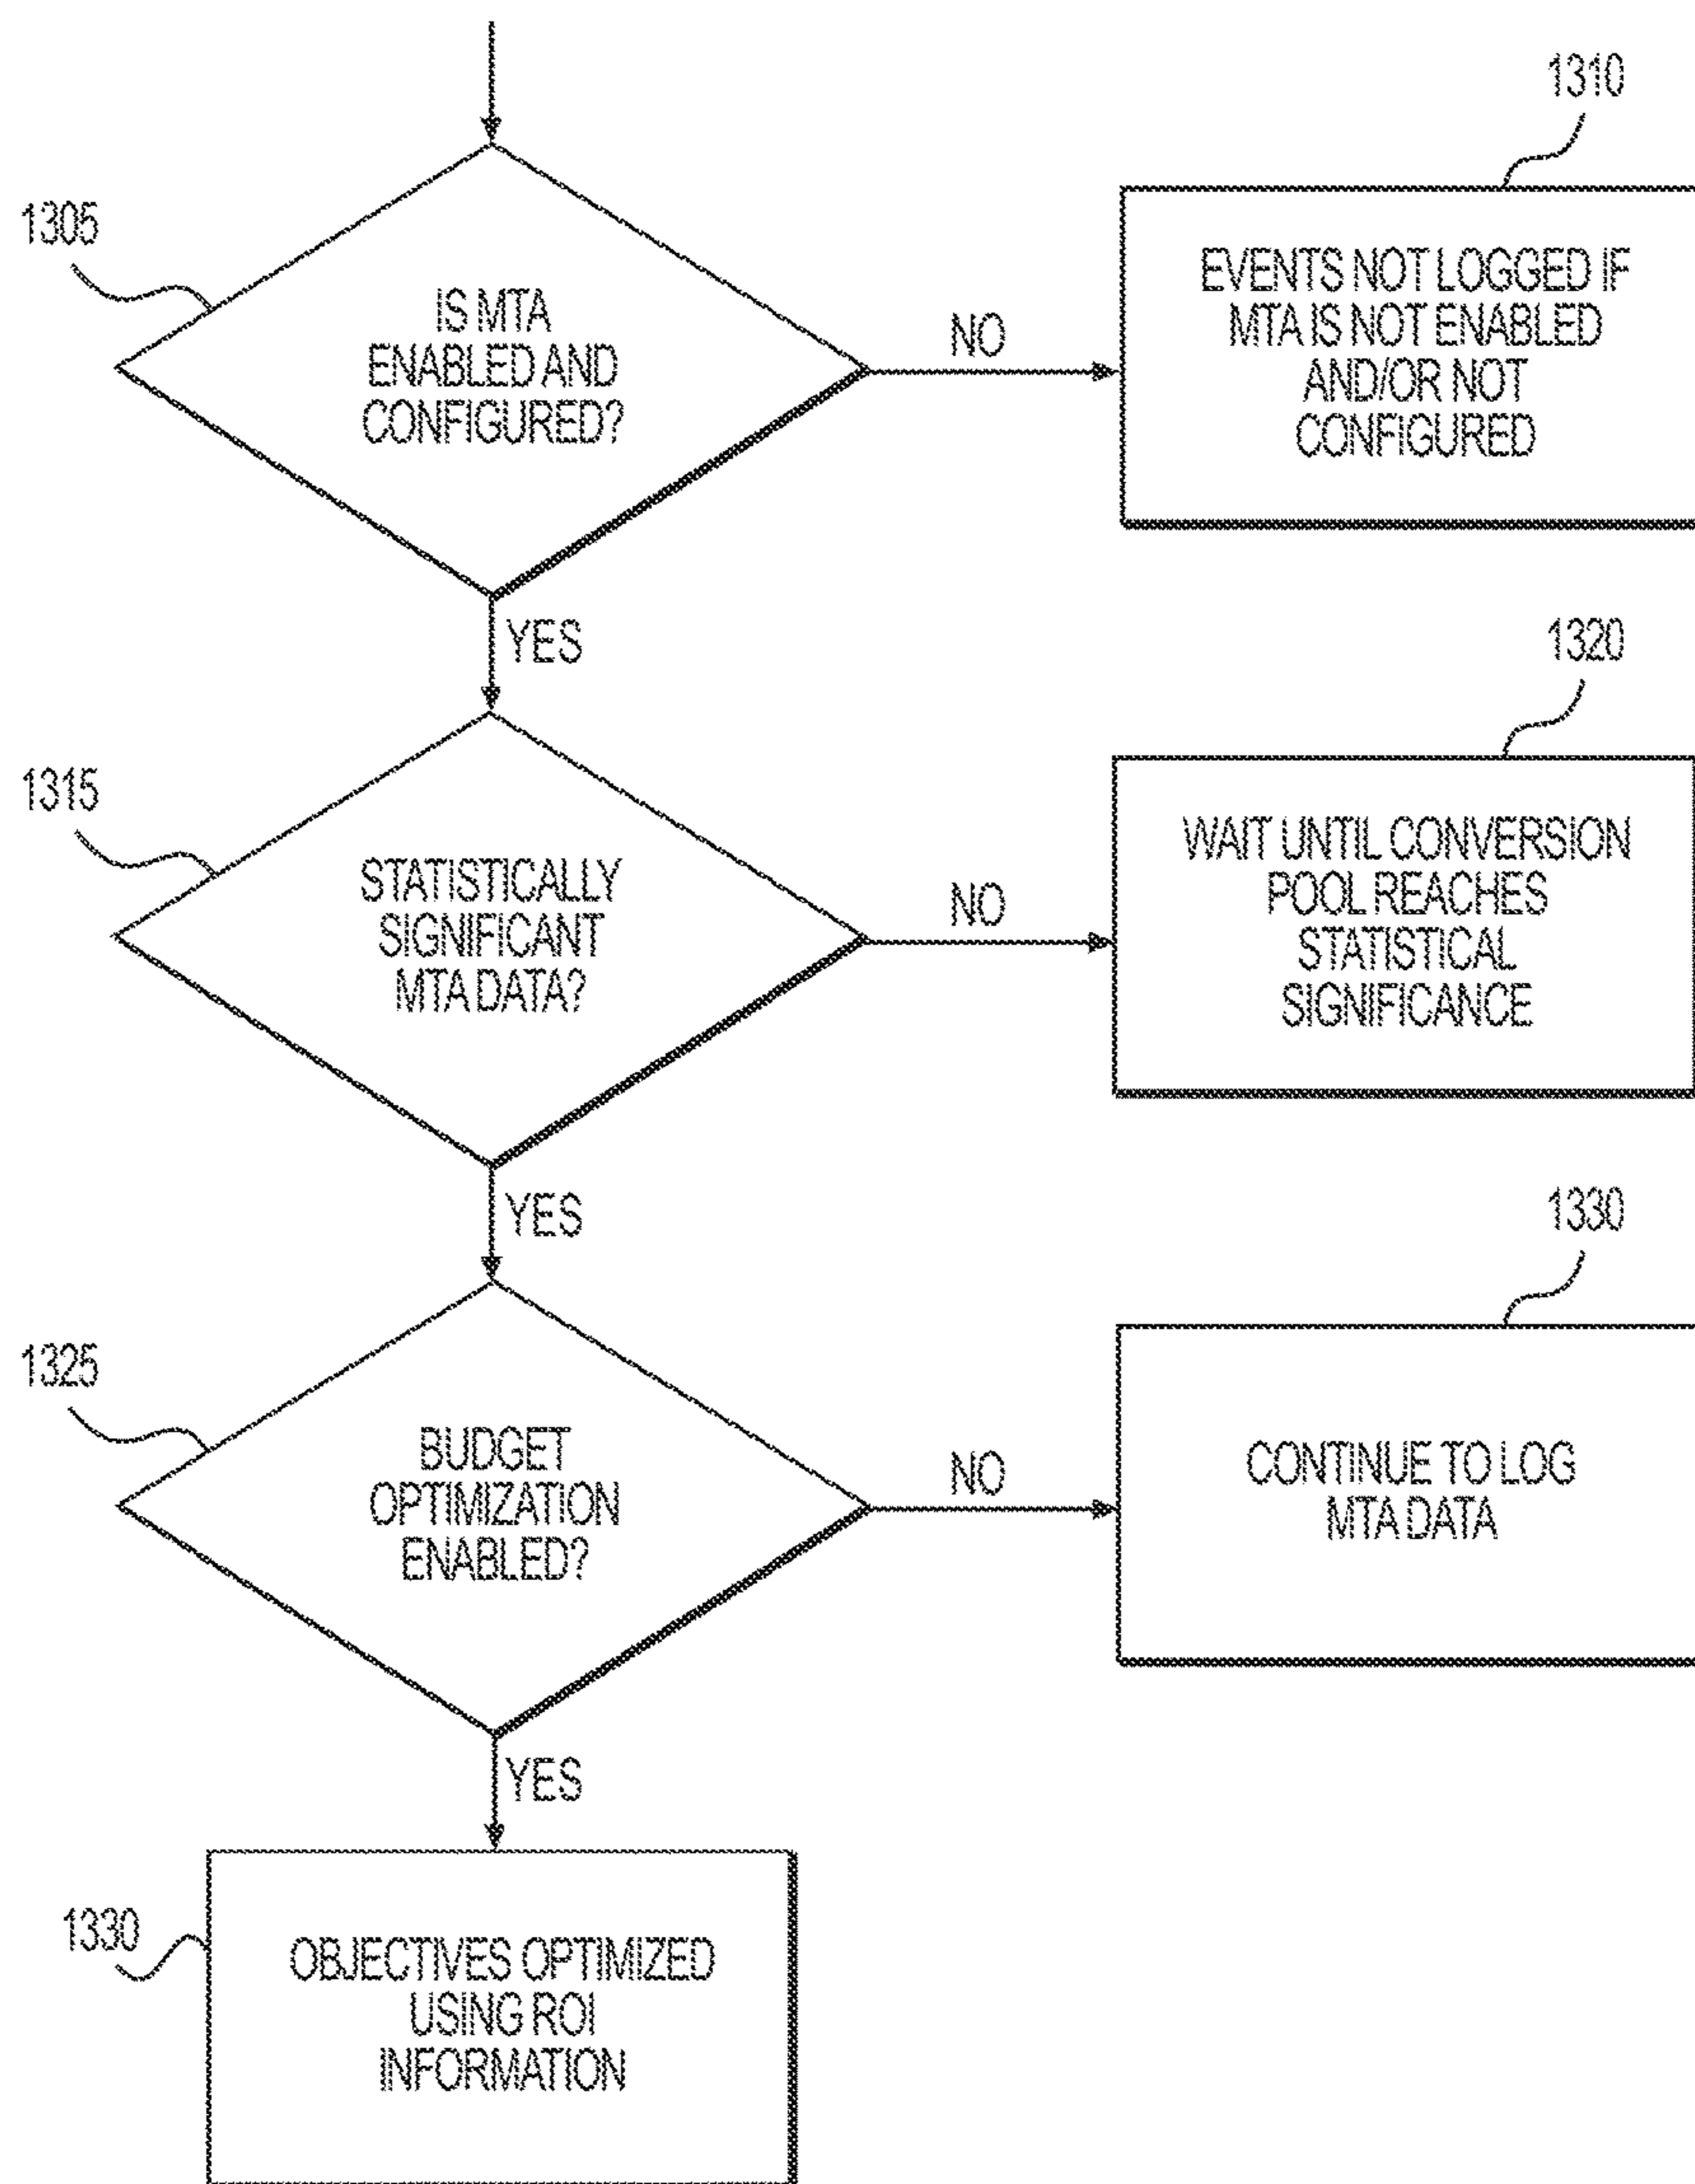 1310
1305
IS MTA
ENABLED AND
CONFIGURED?
NO
EVENTS NOT LOGGED IF
MTA IS NOT ENABLED
AND/OR NOT
CONFIGURED
YES
1320
1315
STATISTICALLY
SIGNIFICANT
MTA DATA?
NO
WAIT UNTIL CONVERSION
POOL REACHES
STATISTICAL
SIGNIFICANCE
YES
1330
1325
BUDGET
OPTIMIZATION
ENABLED?
NO
CONTINUE TO LOG
MTA DATA
YES
1330
OBJECTIVES OPTIMIZED
USING ROI
INFORMATION